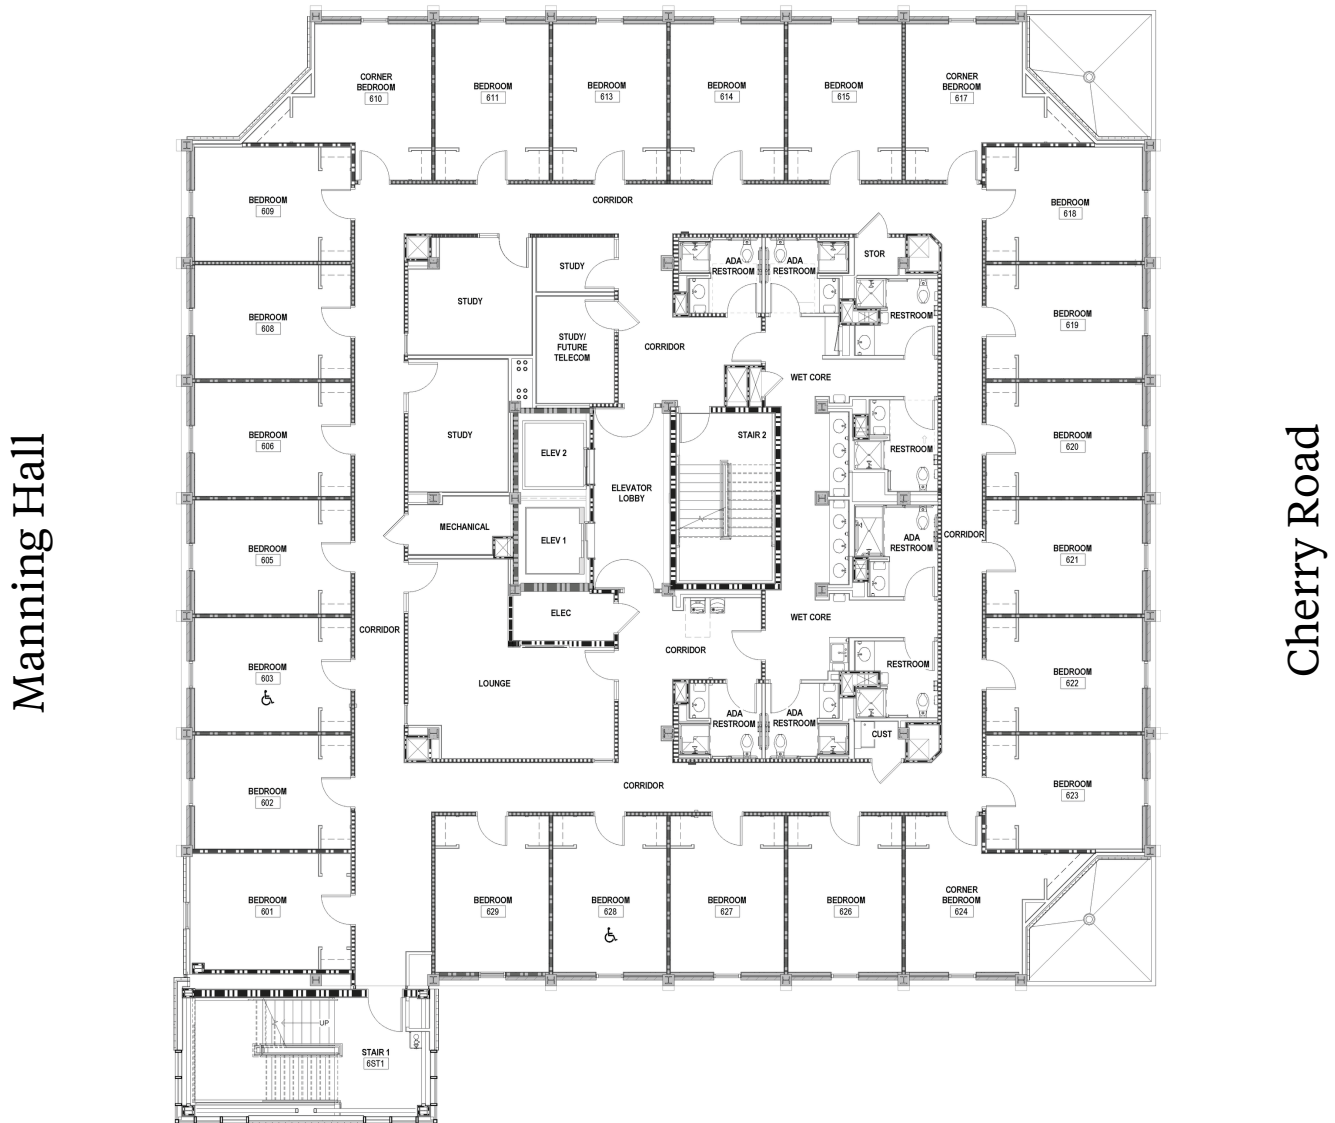 CORNER
BEDROOM
610
BEDROOM
611
BEDROOM
613
BEDROOM
614
BEDROOM
615
CORNER
BEDROOM
617
BEDROOM
609
CORRIDOR
BEDROOM
618
STUDY
STUDY
ADA
RESTROOM
ADA
RESTROOM
STOR
BEDROOM
608
STUDY/
FUTURE
TELECOM
CORRIDOR
RESTROOM
BEDROOM
619
WET CORE
BEDROOM
606
STUDY
ELEV 2
STAIR 2
RESTROOM
BEDROOM
620
ELEVATOR
LOBBY
Manning Hall
Cherry Road
BEDROOM
605
MECHANICAL
ELEV 1
ADA
RESTROOM
CORRIDOR
BEDROOM
621
CORRIDOR
ELEC
WET CORE
BEDROOM
603
LOUNGE
CORRIDOR
RESTROOM
BEDROOM
622
ADA
RESTROOM
ADA
RESTROOM
CUST
BEDROOM
602
CORRIDOR
BEDROOM
623
BEDROOM
601
BEDROOM
629
BEDROOM
628
BEDROOM
627
BEDROOM
626
CORNER
BEDROOM
624
UP
STAIR 1
6ST1